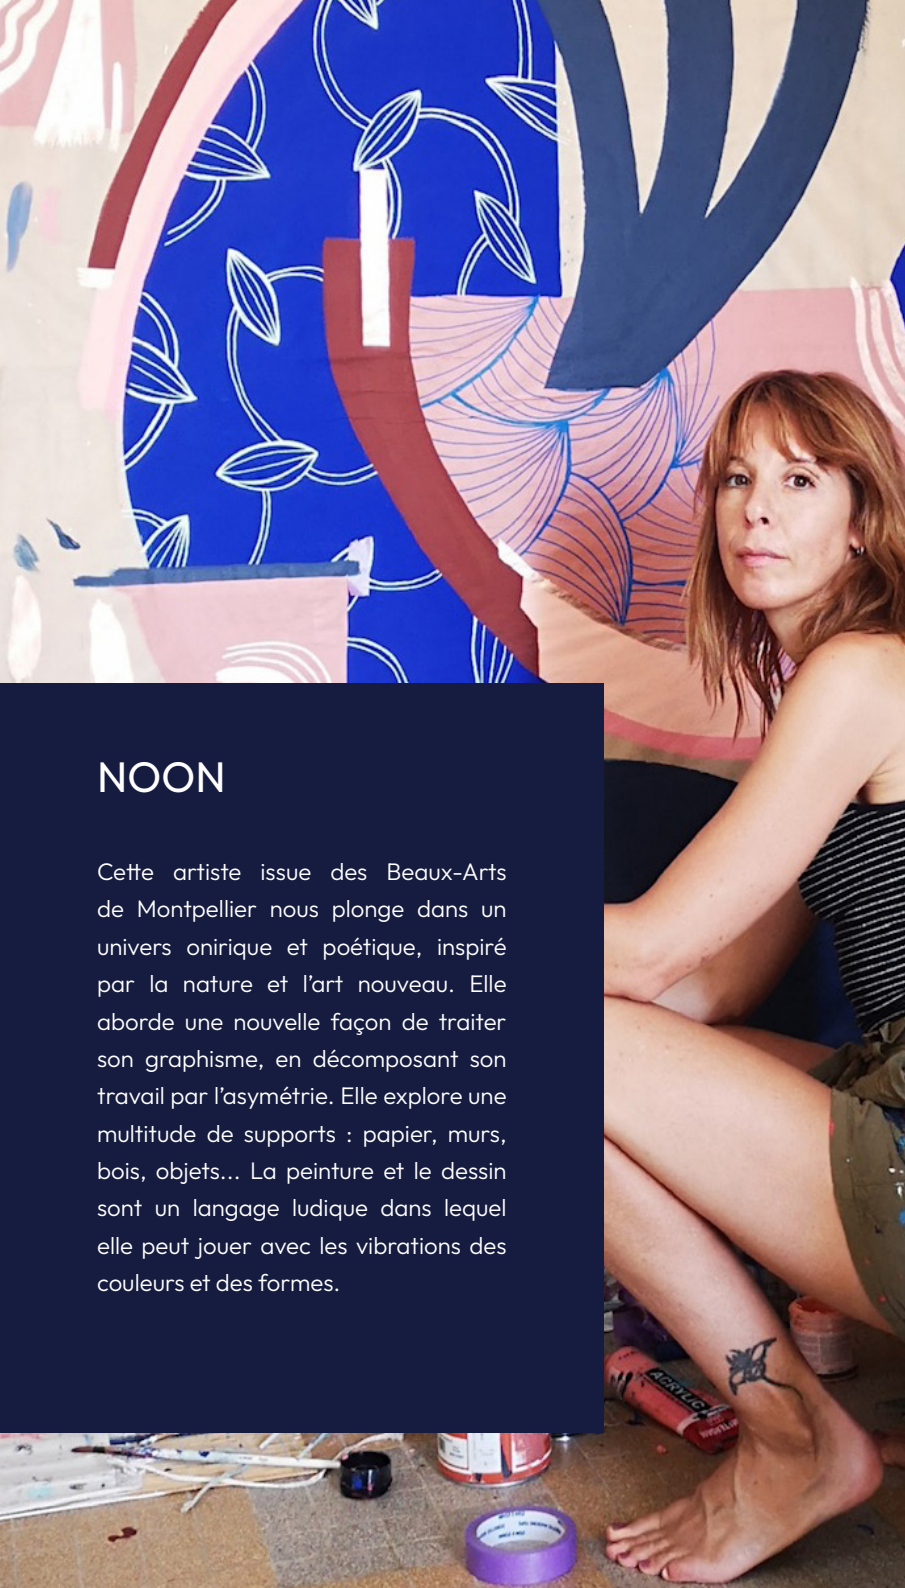 NOON
Cette artiste issue des Beaux-Arts
de Montpellier nous plonge dans un
univers onirique et poétique, inspiré
par la nature et l’art nouveau. Elle
aborde une nouvelle façon de traiter
son graphisme, en décomposant son
travail par l’asymétrie. Elle explore une
multitude de supports : papier, murs,
bois, objets... La peinture et le dessin
sont un langage ludique dans lequel
elle peut jouer avec les vibrations des
couleurs et des formes.
ACRYLIC